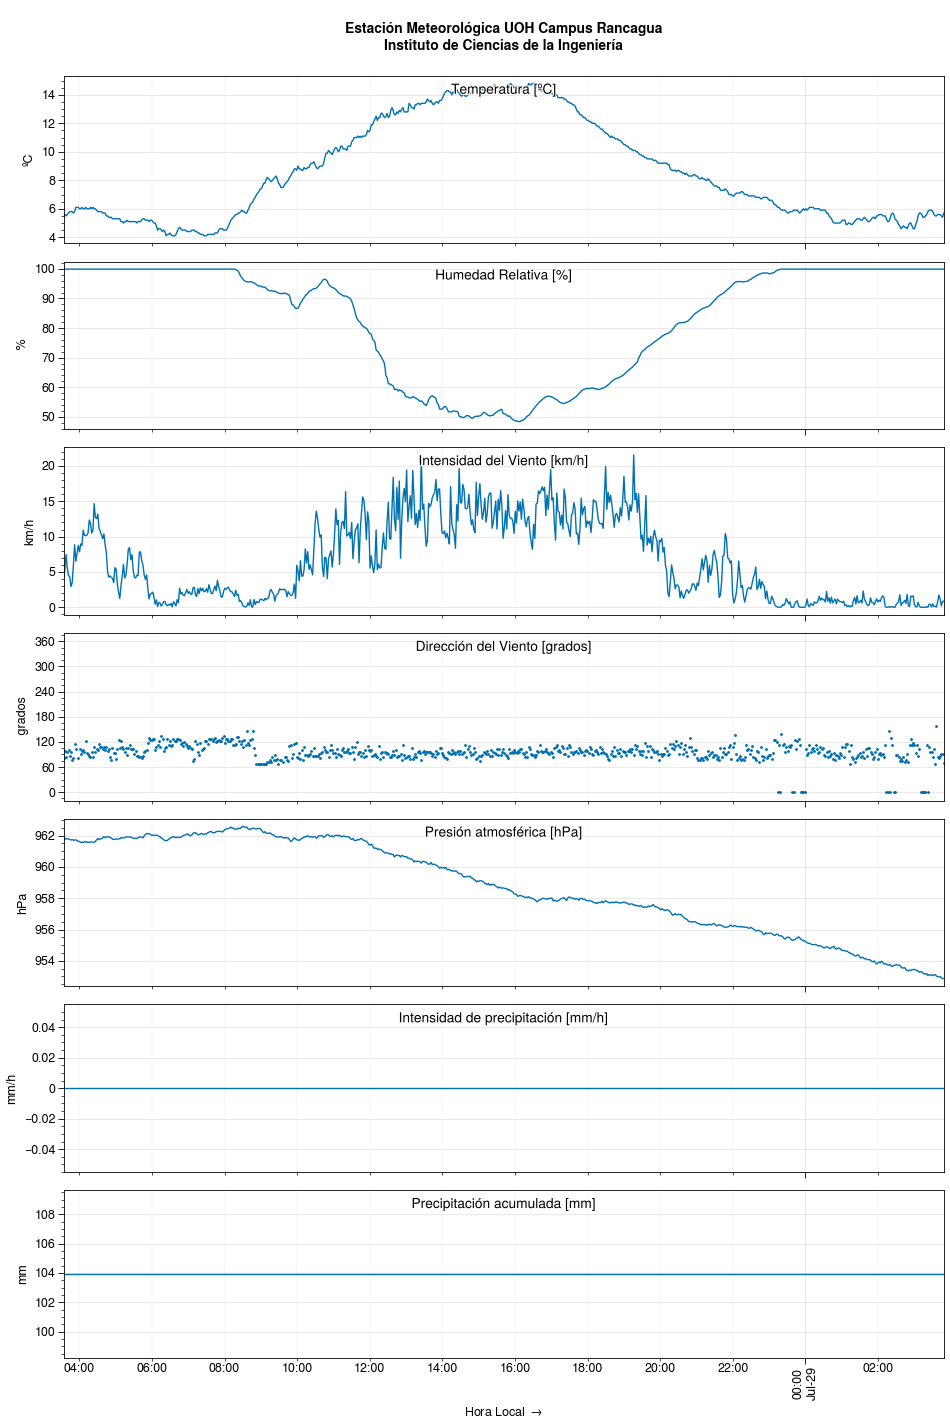 Estación Meteorológica UOH Campus Rancagua
Instituto de Ciencias de la Ingeniería
Temperatura [ºC]
14
12
10
8
6
4
ºC
Humedad Relativa [%]
100
90
80
70
60
50
%
Intensidad del Viento [km/h]
20
15
10
5
0
km/h
Dirección del Viento [grados]
360
300
240
180
120
60
0
grados
Presión atmosférica [hPa]
962
960
958
956
954
hPa
Intensidad de precipitación [mm/h]
0.04
0.02
0
−0.02
−0.04
mm/h
Precipitación acumulada [mm]
108
106
104
102
100
mm
04:00 06:00 08:00 10:00 12:00 14:00 16:00 18:00 20:00 22:00 00:00 02:00
Jul-29
Hora Local →